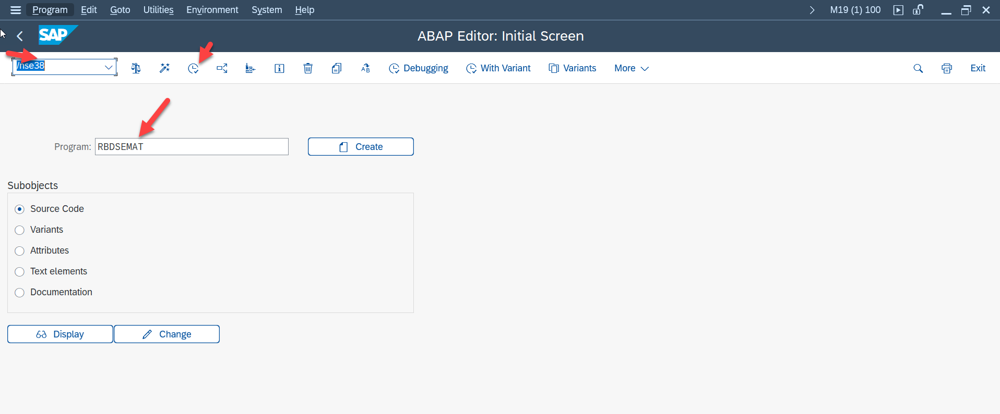 Program Edit Goto Utilities Environment System Help M19 (1) 100
SAP ABAP Editor: Initial Screen
/nse38 Debugging With Variant Variants More Exit
Program: RBDSEMAT Create
Subobjects
Source Code
Variants
Attributes
Text elements
Documentation
Display Change